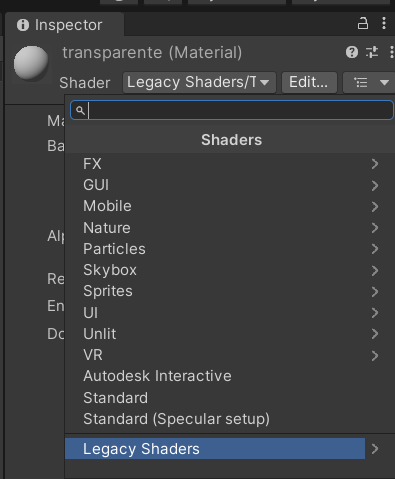 Inspector
transparente (Material)
Shader Legacy Shaders/T Edit...
Shaders
FX
GUI
Mobile
Nature
Particles
Skybox
Sprites
UI
Unlit
VR
Autodesk Interactive
Standard
Standard (Specular setup)
Legacy Shaders
Ma
Ba
Alp
Re
En
Do